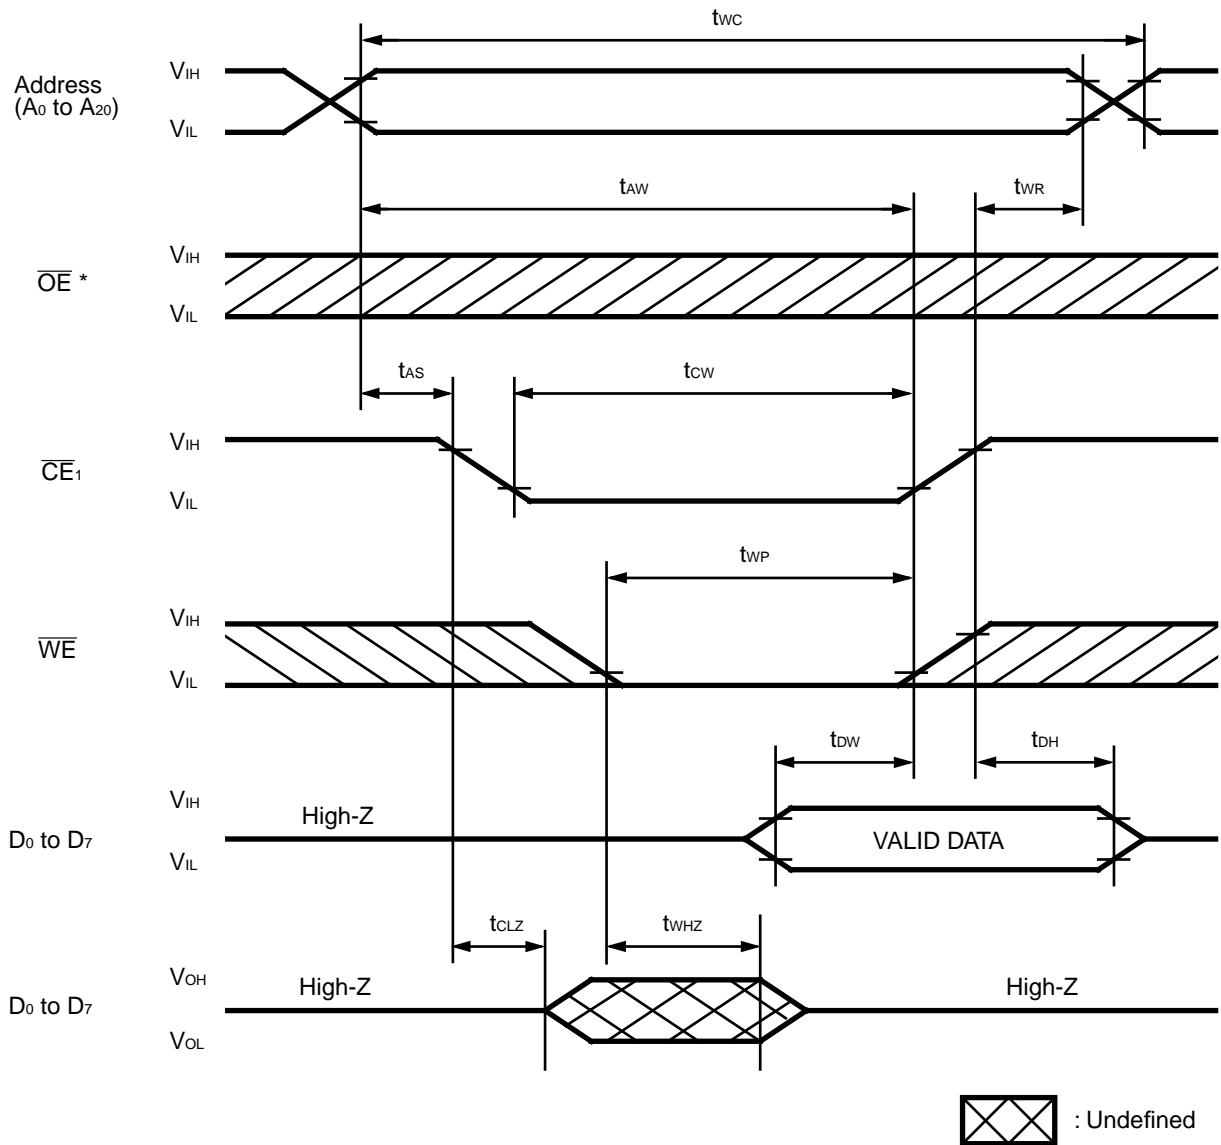 tWC
Address
(A0 to A20)
VIH
VIL
tAW
tWR
OE *
VIH
VIL
tAS
tCW
CE1
VIH
VIL
tWP
WE
VIH
VIL
tDW
tDH
D0 to D7
VIH
VIL
High-Z
VALID DATA
tCLZ
tWHZ
D0 to D7
VOH
VOL
High-Z
High-Z
: Undefined